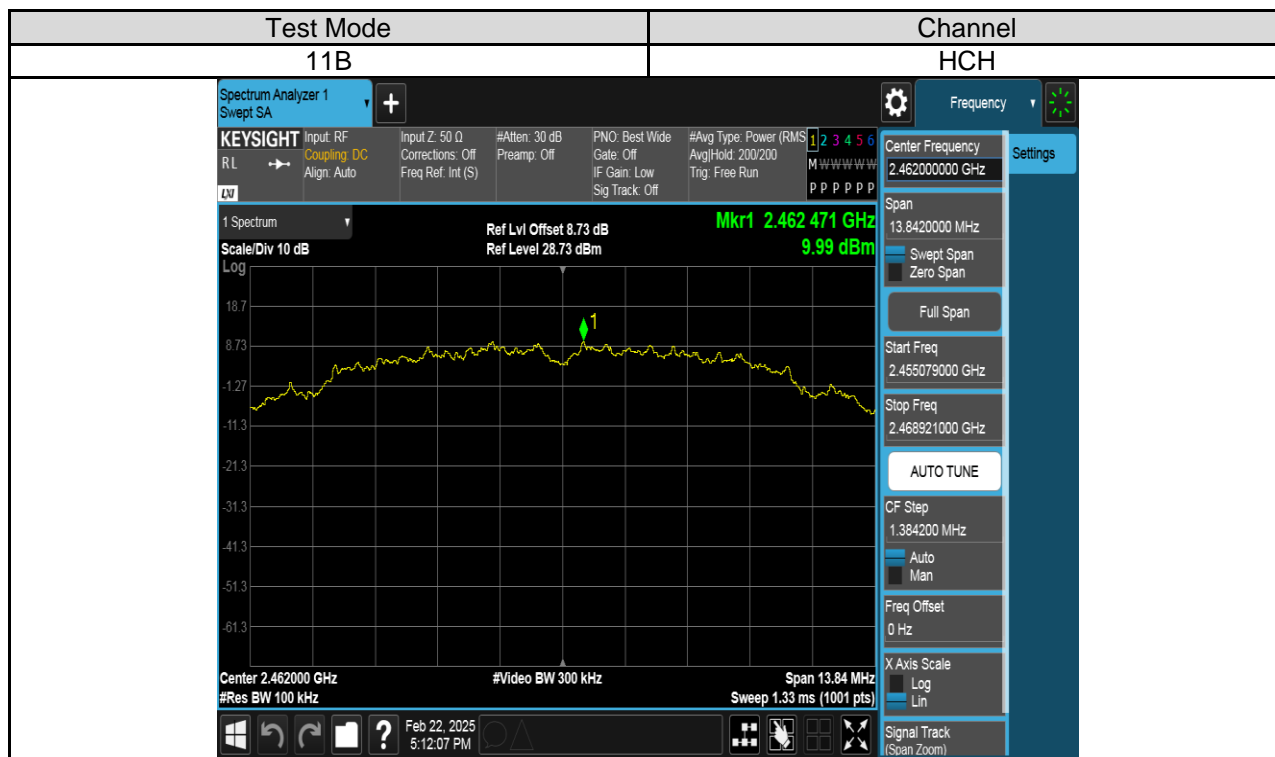 Test Mode Channel
11B HCH
Spectrum Analyzer 1
Swept SA
Frequency
KEYSIGHT
R L
LXI
Input: RF
Coupling: DC
Align: Auto
Input Z: 50 Ω
Corrections: Off
Freq Ref: Int (S)
#Atten: 30 dB
Preamp: Off
PNO: Best Wide
Gate: Off
IF Gain: Low
Sig Track: Off
#Avg Type: Power (RMS
Avg|Hold: 200/200
Trig: Free Run
1 2 3 4 5 6
M W W W W W
P P P P P P
1 Spectrum
Scale/Div 10 dB
Ref Lvl Offset 8.73 dB
Ref Level 28.73 dBm
Mkr1 2.462 471 GHz
9.99 dBm
Log
18.7
8.73
-1.27
-11.3
-21.3
-31.3
-41.3
-51.3
-61.3
1
Center 2.462000 GHz
#Res BW 100 kHz
#Video BW 300 kHz
Span 13.84 MHz
Sweep 1.33 ms (1001 pts)
Feb 22, 2025
5:12:07 PM
Center Frequency
2.462000000 GHz
Span
13.8420000 MHz
Swept Span
Zero Span
Full Span
Start Freq
2.455079000 GHz
Stop Freq
2.468921000 GHz
AUTO TUNE
CF Step
1.384200 MHz
Auto
Man
Freq Offset
0 Hz
X Axis Scale
Log
Lin
Signal Track
(Span Zoom)
Settings